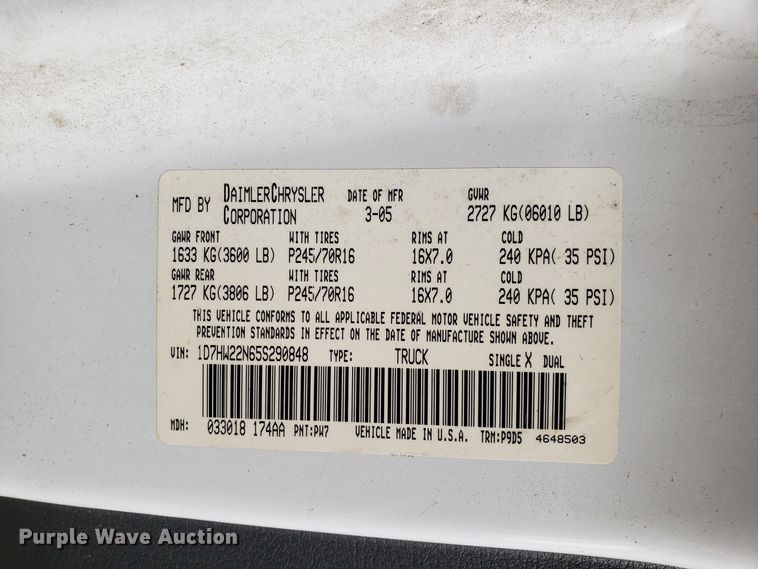 MFD BY DAIMLERCHRYSLER CORPORATION DATE OF MFR 3-05 GVWR 2727 KG(06010 LB)
GAWR FRONT WITH TIRES RIMS AT COLD
1633 KG(3600 LB) P245/70R16 16X7.0 240 KPA( 35 PSI)
GAWR REAR WITH TIRES RIMS AT COLD
1727 KG(3806 LB) P245/70R16 16X7.0 240 KPA( 35 PSI)
THIS VEHICLE CONFORMS TO ALL APPLICABLE FEDERAL MOTOR VEHICLE SAFETY AND THEFT
PREVENTION STANDARDS IN EFFECT ON THE DATE OF MANUFACTURE SHOWN ABOVE.
VIN: 1D7HW22N65S290848 TYPE: TRUCK SINGLE X DUAL
MDH: 033018 174AA PNT:PW7 VEHICLE MADE IN U.S.A. TRM:P9D5 4648503
Purple Wave Auction